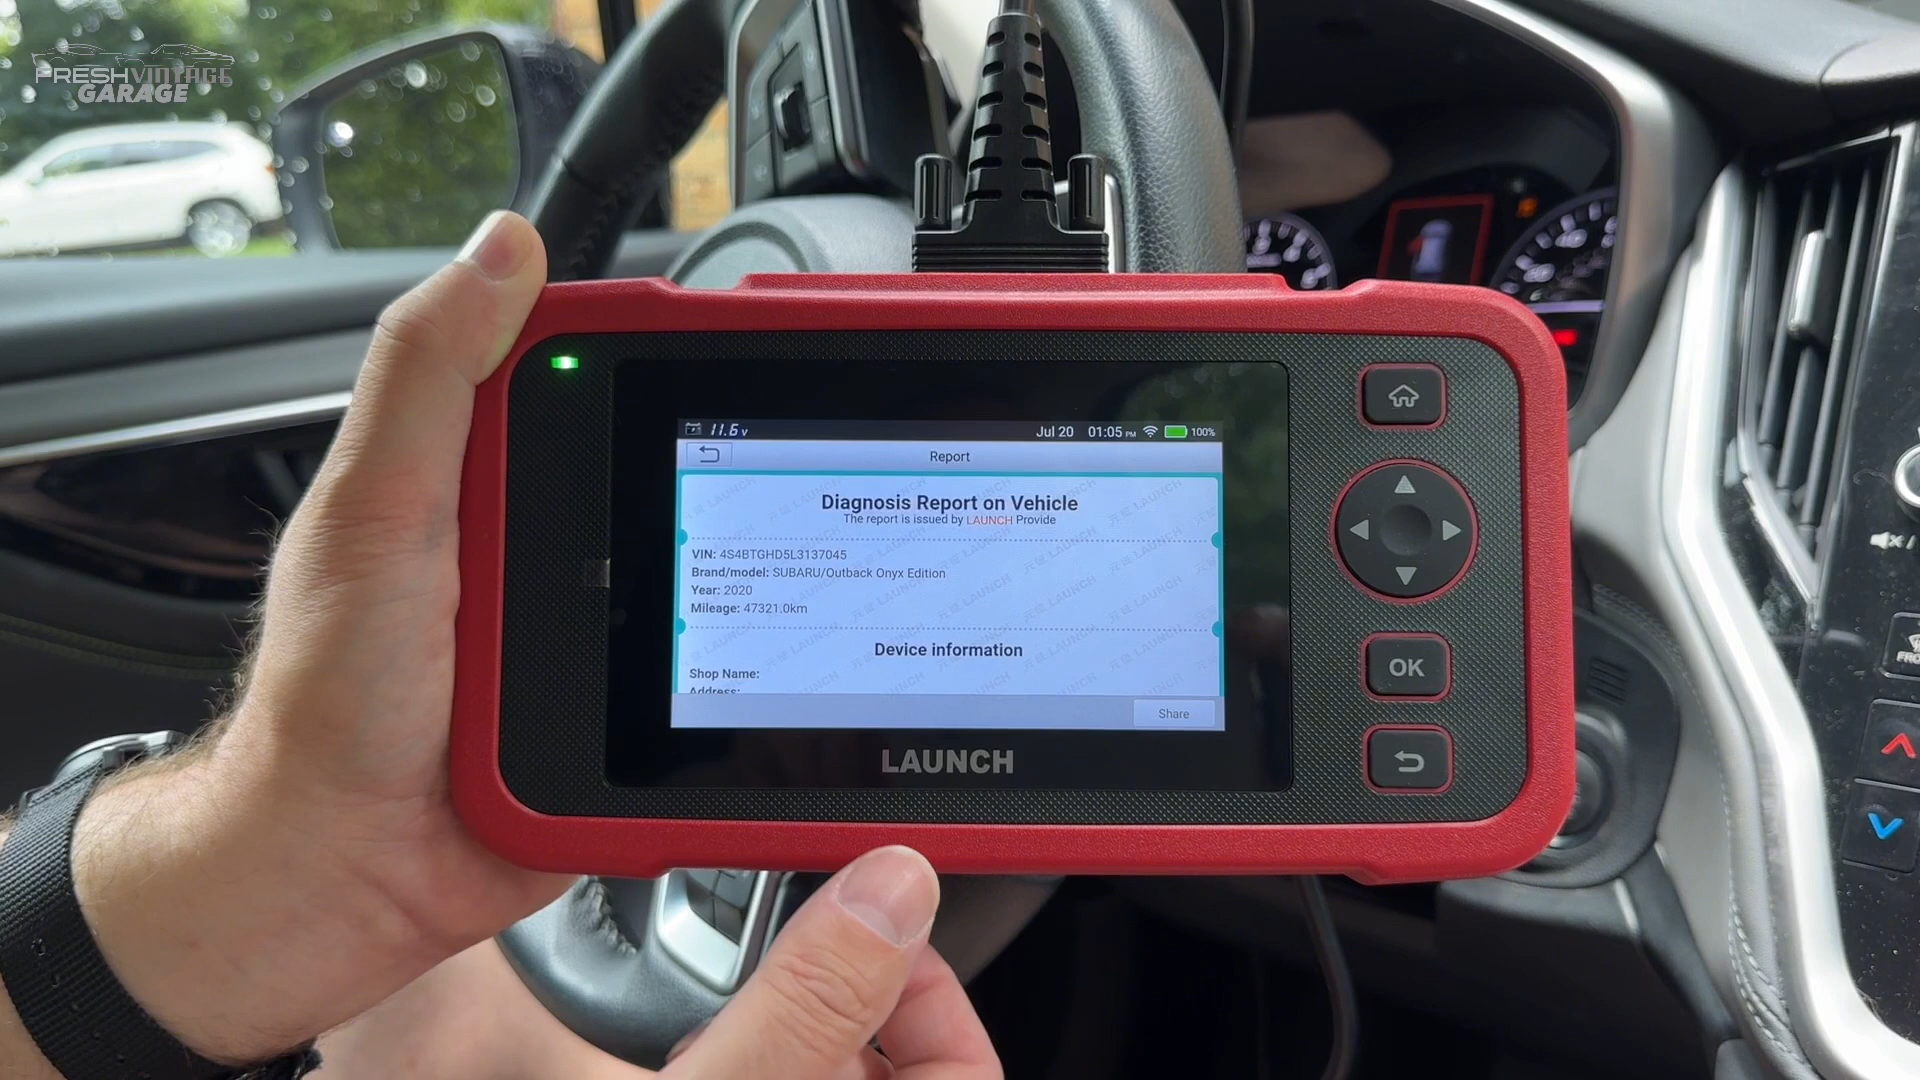 FRESHVINTAGE
GARAGE
11.6 v
Jul 20 01:05 PM 100%
Report
Diagnosis Report on Vehicle
The report is issued by LAUNCH Provide
VIN: 4S4BTGHD5L3137045
Brand/model: SUBARU/Outback Onyx Edition
Year: 2020
Mileage: 47321.0km
Device information
Shop Name:
Address:
Share
LAUNCH
OK